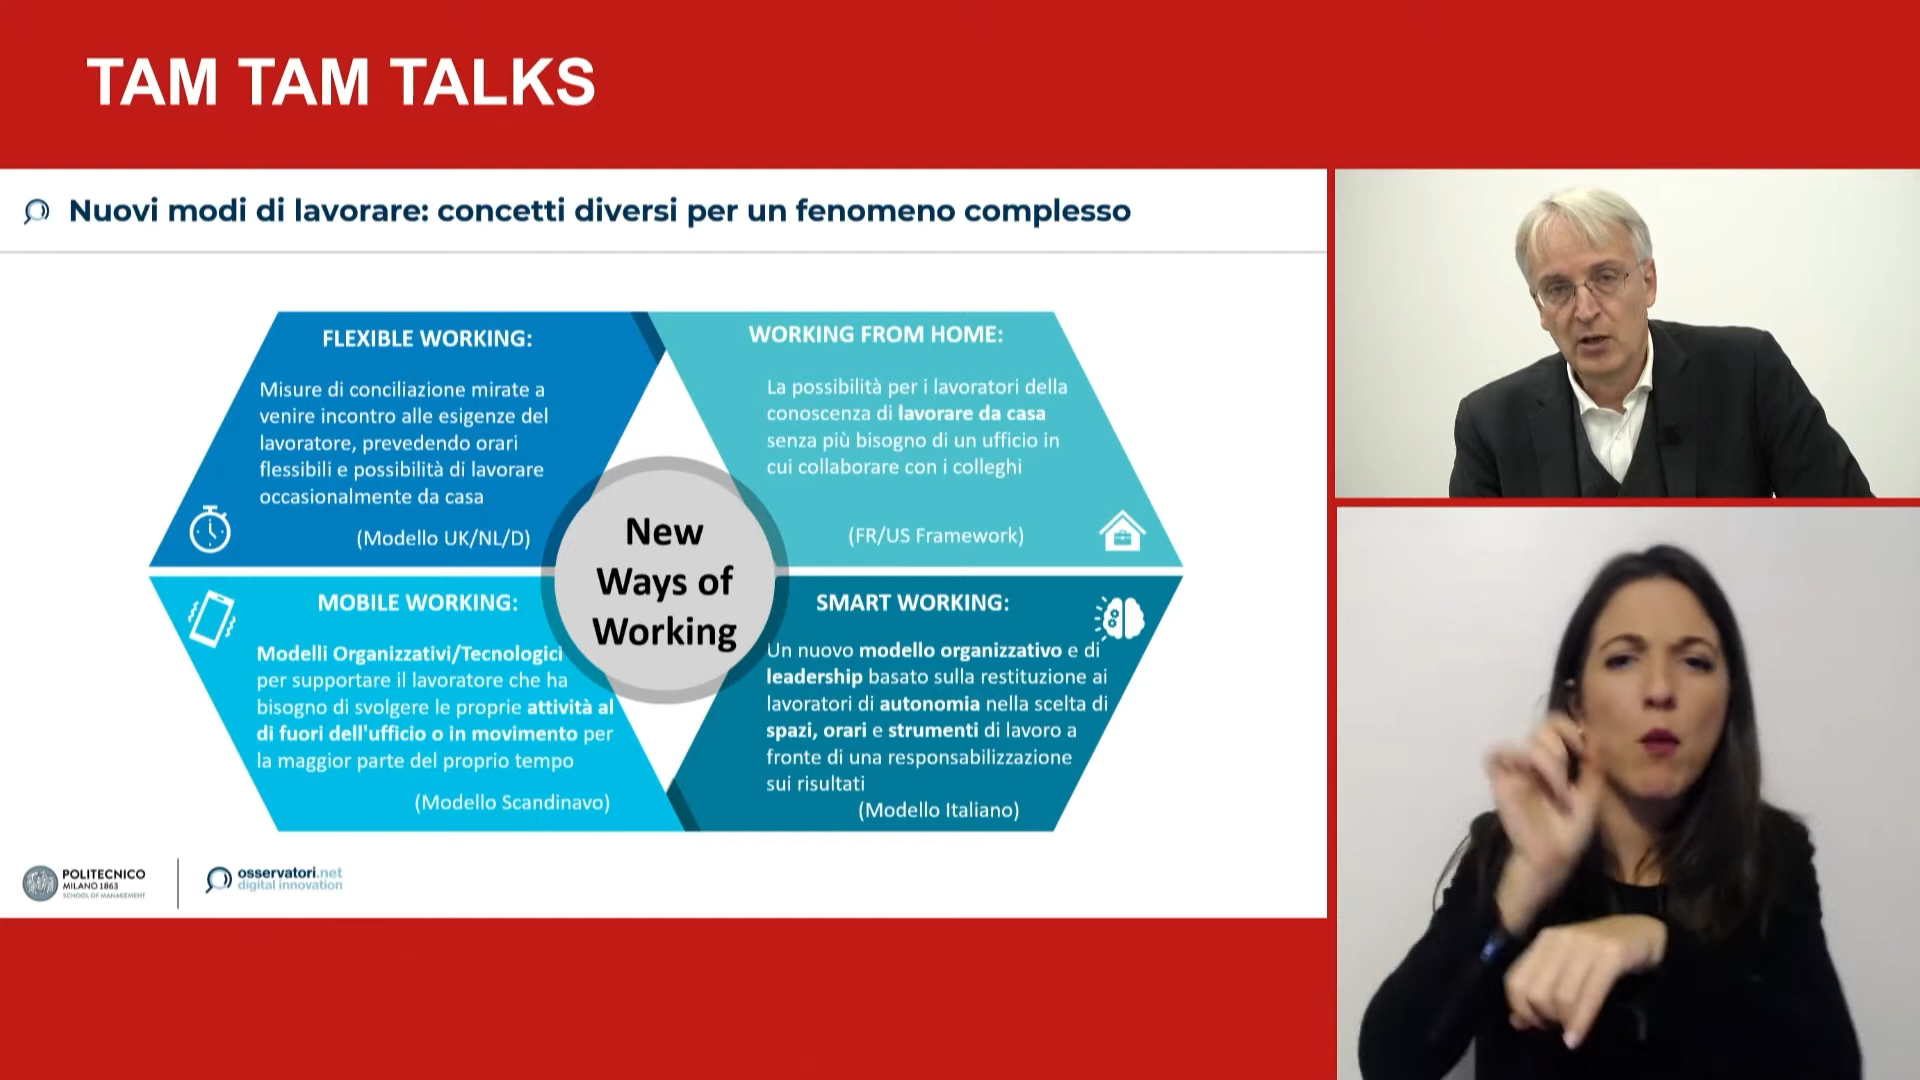 TAM TAM TALKS
Nuovi modi di lavorare: concetti diversi per un fenomeno complesso
FLEXIBLE WORKING:
Misure di conciliazione mirate a
venire incontro alle esigenze del
lavoratore, prevedendo orari
flessibili e possibilità di lavorare
occasionalmente da casa
(Modello UK/NL/D)
WORKING FROM HOME:
La possibilità per i lavoratori della
conoscenza di lavorare da casa
senza più bisogno di un ufficio in
cui collaborare con i colleghi
(FR/US Framework)
New
Ways of
Working
MOBILE WORKING:
Modelli Organizzativi/Tecnologici
per supportare il lavoratore che ha
bisogno di svolgere le proprie attività al
di fuori dell'ufficio o in movimento per
la maggior parte del proprio tempo
(Modello Scandinavo)
SMART WORKING:
Un nuovo modello organizzativo e di
leadership basato sulla restituzione ai
lavoratori di autonomia nella scelta di
spazi, orari e strumenti di lavoro a
fronte di una responsabilizzazione
sui risultati
(Modello Italiano)
POLITECNICO
MILANO 1863
SCHOOL OF MANAGEMENT
osservatori.net
digital innovation